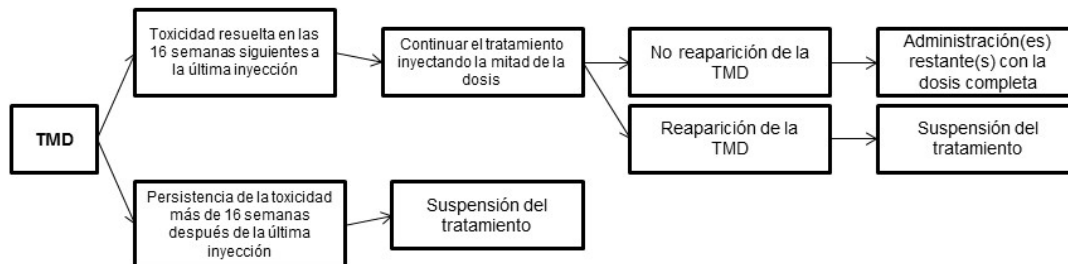 TMD
Toxicidad resuelta en las
16 semanas siguientes a
la última inyección
Continuar el tratamiento
inyectando la mitad de la
dosis
No reaparición de la
TMD
Administración(es)
restante(s) con la
dosis completa
Reaparición de la
TMD
Suspensión del
tratamiento
Persistencia de la toxicidad
más de 16 semanas
después de la última
inyección
Suspensión del
tratamiento